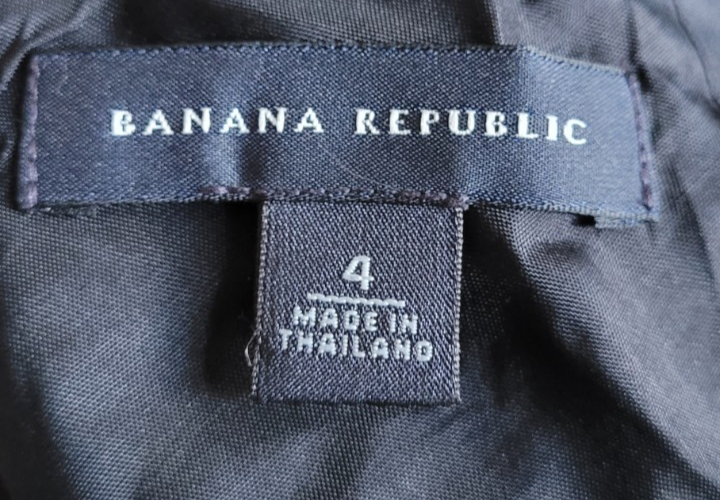 BANANA REPUBLIC
4
MADE IN
THAILAND